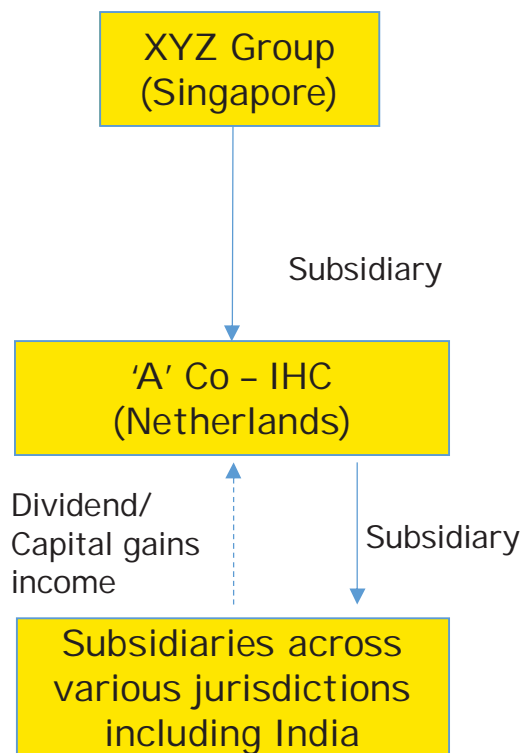 XYZ Group
(Singapore)
Subsidiary
‘A’ Co – IHC
(Netherlands)
Dividend/
Capital gains
income
Subsidiary
Subsidiaries across
various jurisdictions
including India